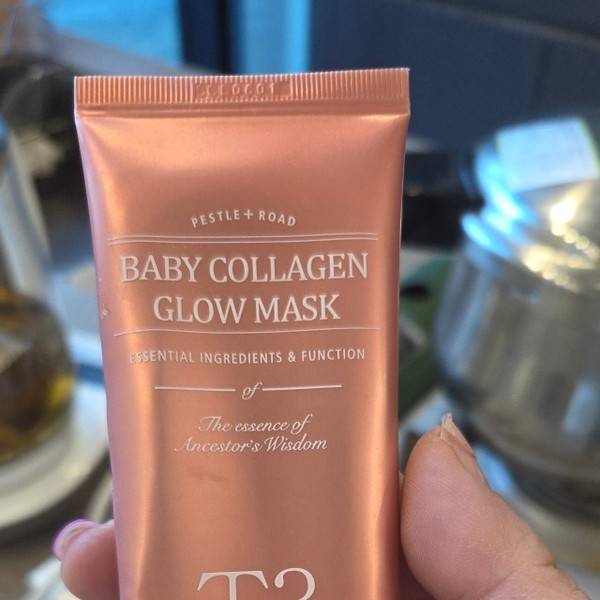 PESTLE+ROAD
BABY COLLAGEN
GLOW MASK
ESSENTIAL INGREDIENTS & FUNCTION
of
The essence of
Ancestor's Wisdom